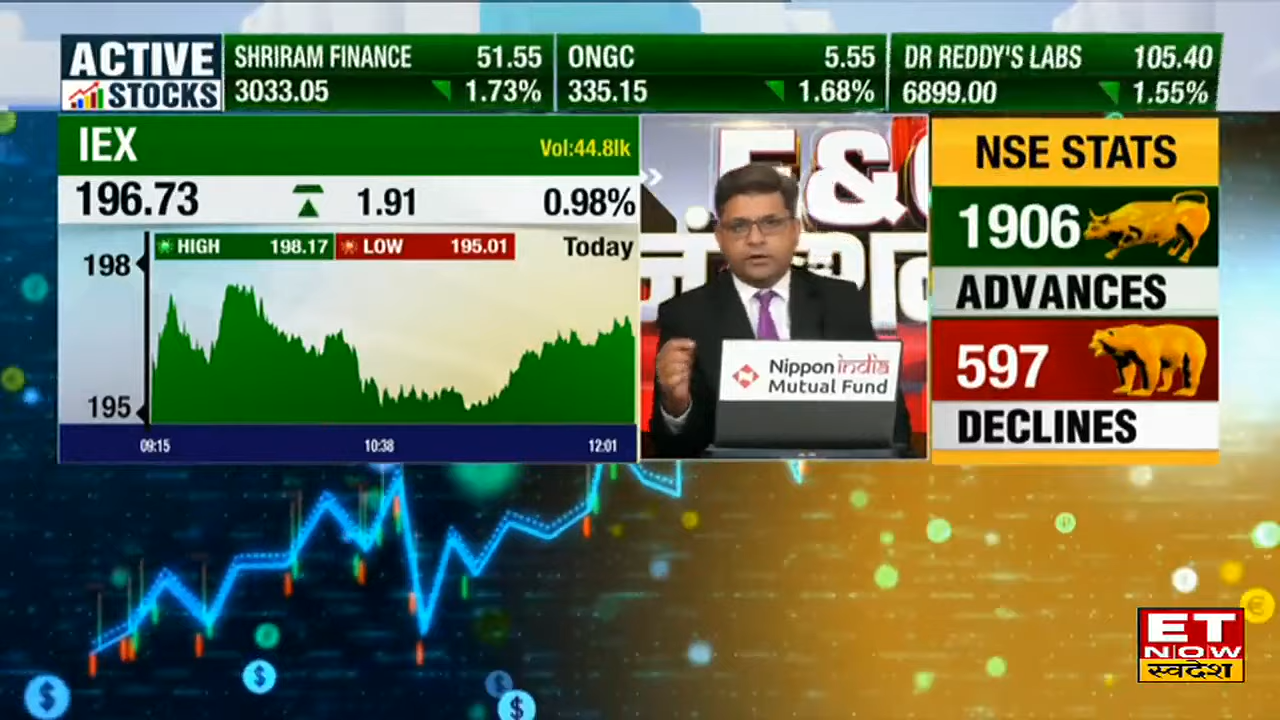 ACTIVE
STOCKS
SHRIRAM FINANCE 51.55
3033.05 1.73%
ONGC 5.55
335.15 1.68%
DR REDDY'S LABS 105.40
6899.00 1.55%
IEX Vol:44.8lk
196.73 1.91 0.98%
HIGH 198.17 LOW 195.01 Today
198
195
09:15 10:38 12:01
F&
Nippon india
Mutual Fund
NSE STATS
1906
ADVANCES
597
DECLINES
ET
NOW
स्वदेश